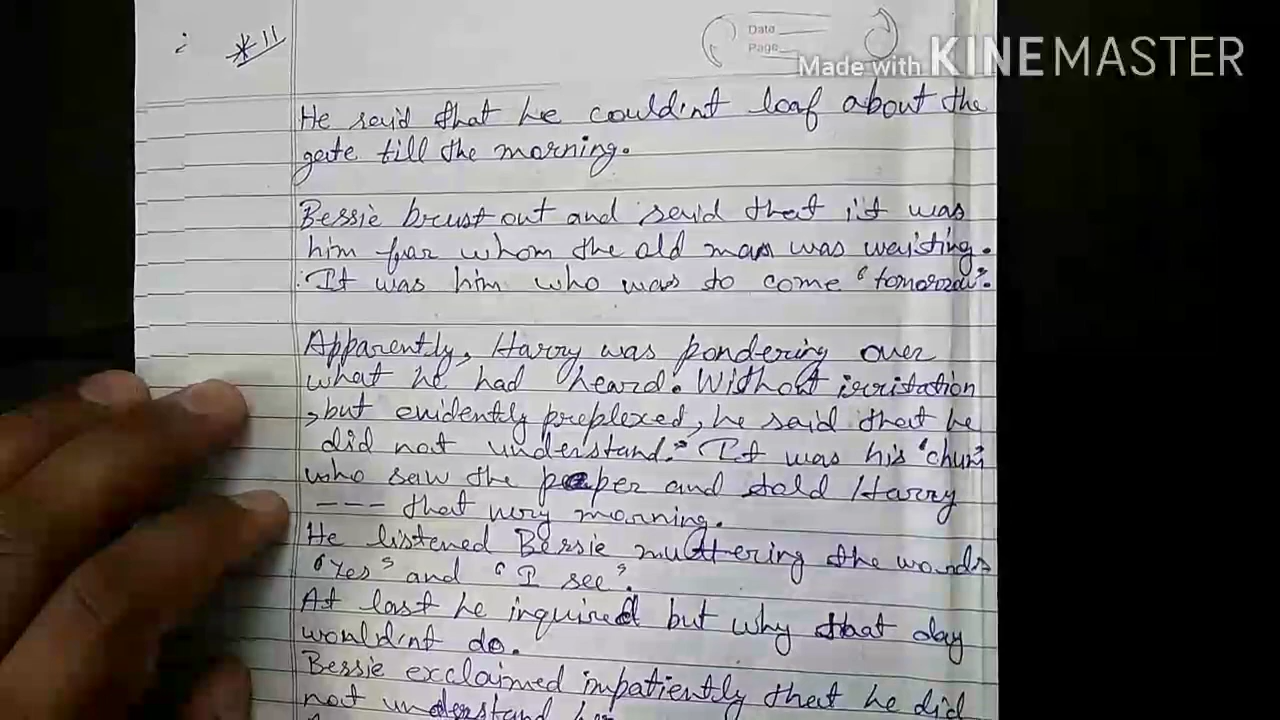 *11
Date
Page
Made with KINEMASTER
He said that he couldn't loaf about the
gate till the morning.
Bessie brust out and said that it was
him for whom the old man was waisting.
It was him who was to come "tomorrow".
Apparently, Harry was pondering over
what he had heard. Without irritation
, but evidently preplexed, he said that he
did not understand." It was his "chum"
who saw the paper and told Harry
--- that very morning.
He listened Bessie muttering the words
"Yes" and "I see".
At last he inquired but why that day
wouldn't do.
Bessie exclaimed impatiently that he did
not understand her